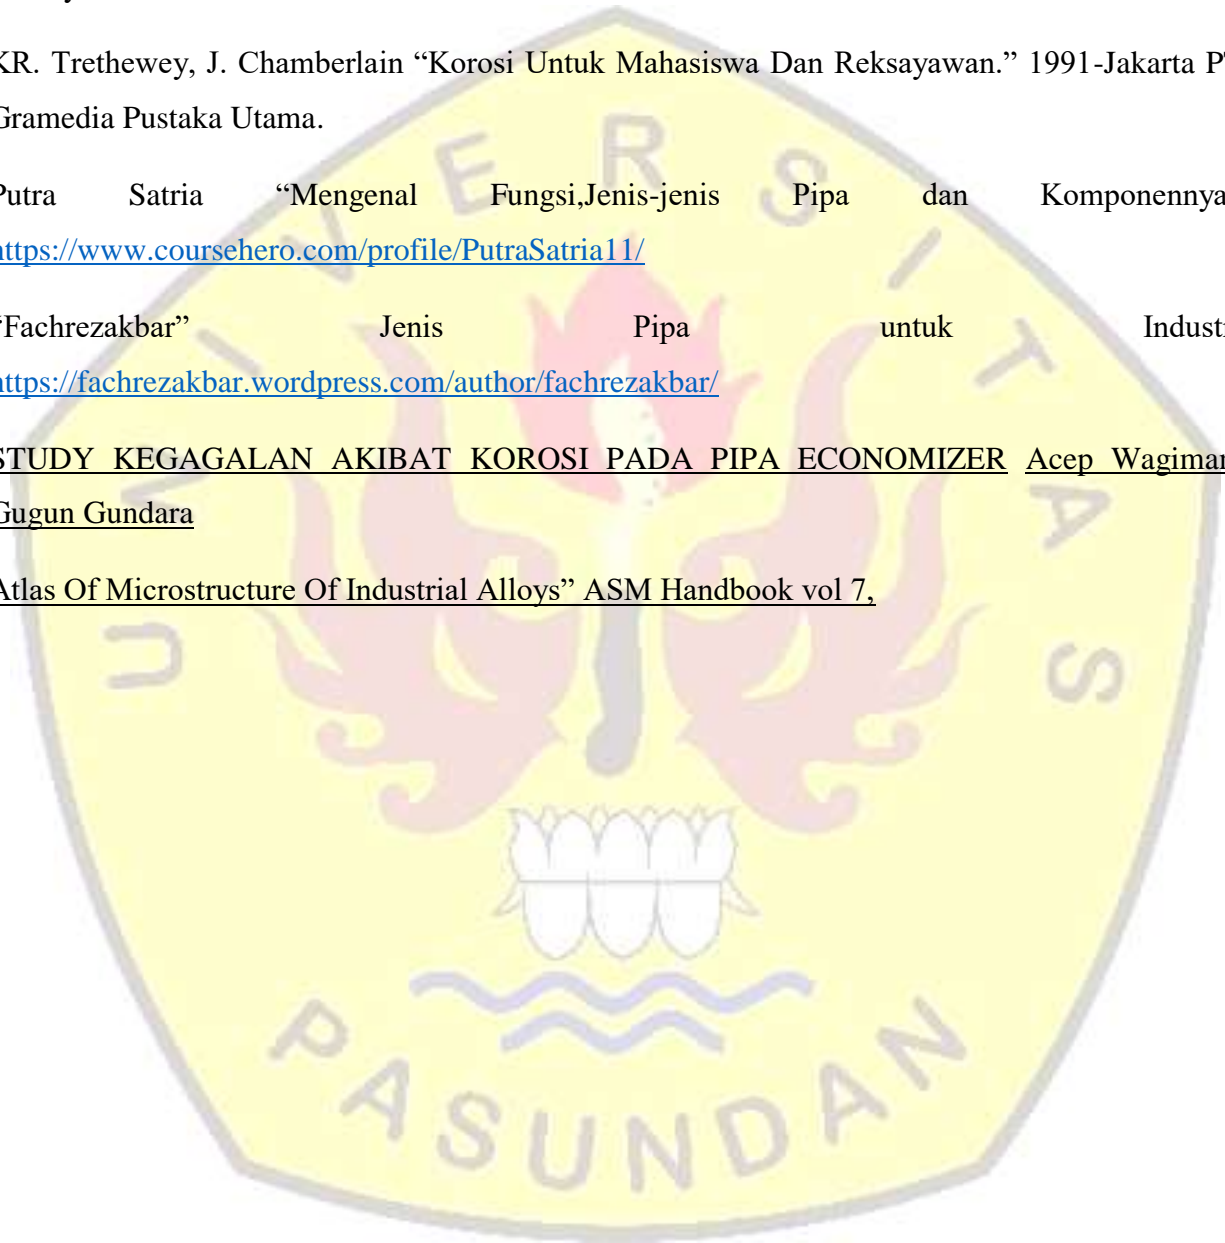 KR. Trethewey, J. Chamberlain “Korosi Untuk Mahasiswa Dan Reksayawan.” 1991-Jakarta PT
Gramedia Pustaka Utama.
Putra Satria “Mengenal Fungsi,Jenis-jenis Pipa dan Komponennya
https://www.coursehero.com/profile/PutraSatria11/
“Fachrezakbar” Jenis Pipa untuk Industri
https://fachrezakbar.wordpress.com/author/fachrezakbar/
STUDY KEGAGALAN AKIBAT KOROSI PADA PIPA ECONOMIZER Acep Wagiman
Gugun Gundara
Atlas Of Microstructure Of Industrial Alloys” ASM Handbook vol 7,
UNIVERSITAS
PASUNDAN